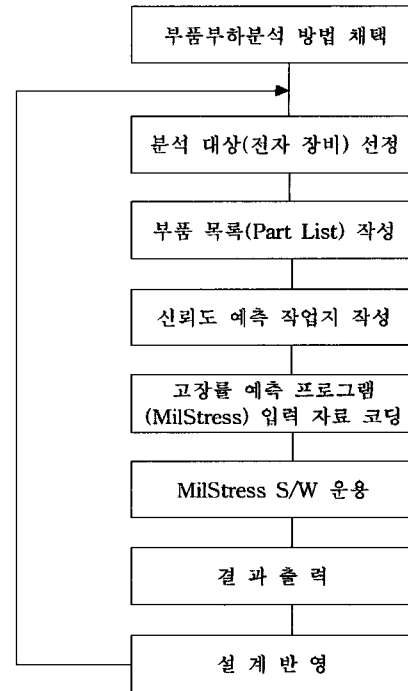 부품부하분석 방법 채택
분석 대상(전자 장비) 선정
부품 목록(Part List) 작성
신뢰도 예측 작업지 작성
고장률 예측 프로그램
(MilStress) 입력 자료 코딩
MilStress S/W 운용
결 과 출 력
설 계 반 영